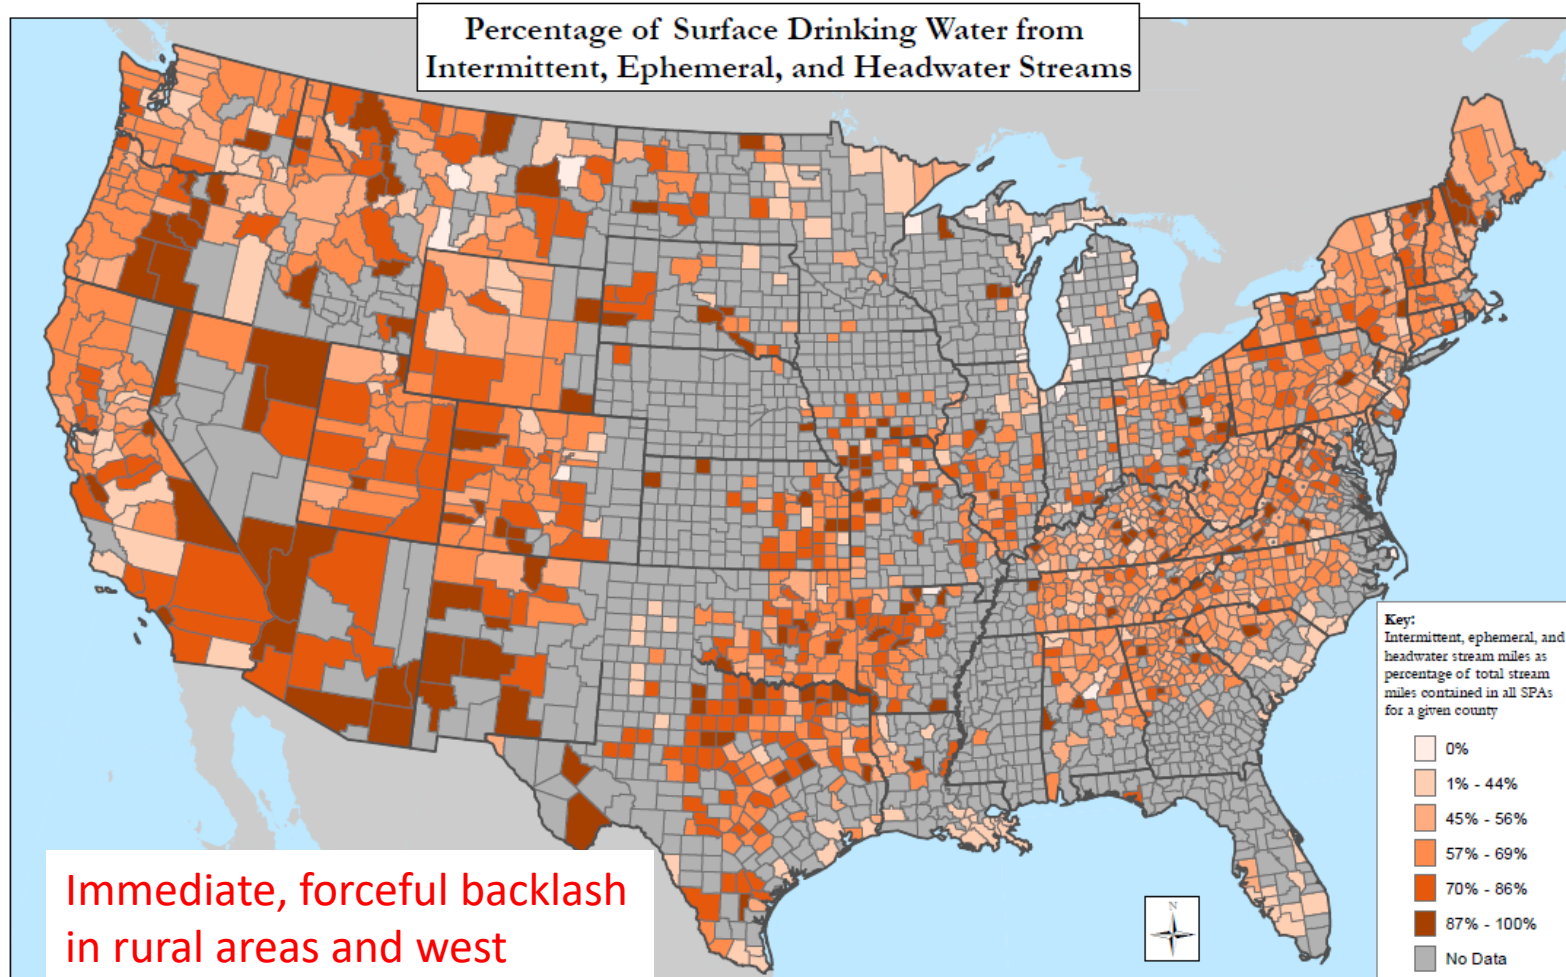 Percentage of Surface Drinking Water from
Intermittent, Ephemeral, and Headwater Streams
Key:
Intermittent, ephemeral, and
headwater stream miles as
percentage of total stream
miles contained in all SPAs
for a given county
0%
1% - 44%
45% - 56%
57% - 69%
70% - 86%
87% - 100%
No Data
N
Immediate, forceful backlash
in rural areas and west